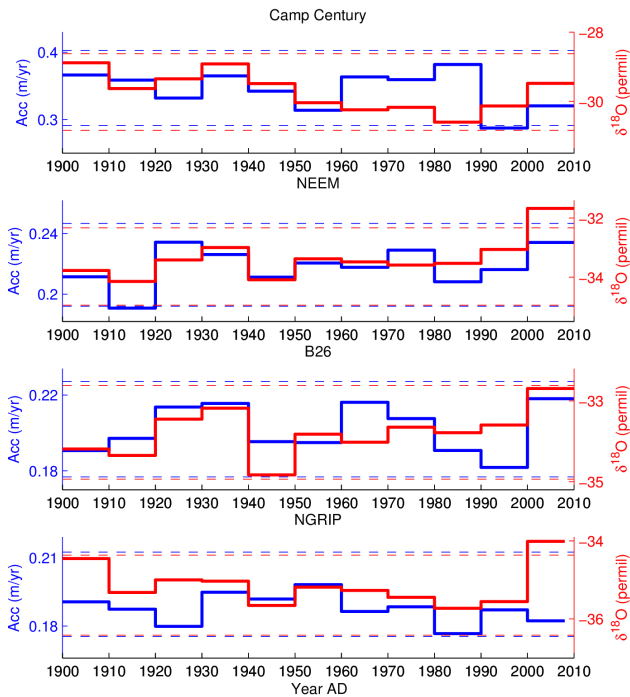 Camp Century
0.4
0.3
Acc (m/yr)
−28
−30
δ18O (permil)
1900 1910 1920 1930 1940 1950 1960 1970 1980 1990 2000 2010
NEEM
0.24
0.2
Acc (m/yr)
−32
−34
δ18O (permil)
1900 1910 1920 1930 1940 1950 1960 1970 1980 1990 2000 2010
B26
0.22
0.18
Acc (m/yr)
−33
−35
δ18O (permil)
1900 1910 1920 1930 1940 1950 1960 1970 1980 1990 2000 2010
NGRIP
0.21
0.18
Acc (m/yr)
−34
−36
δ18O (permil)
1900 1910 1920 1930 1940 1950 1960 1970 1980 1990 2000 2010
Year AD